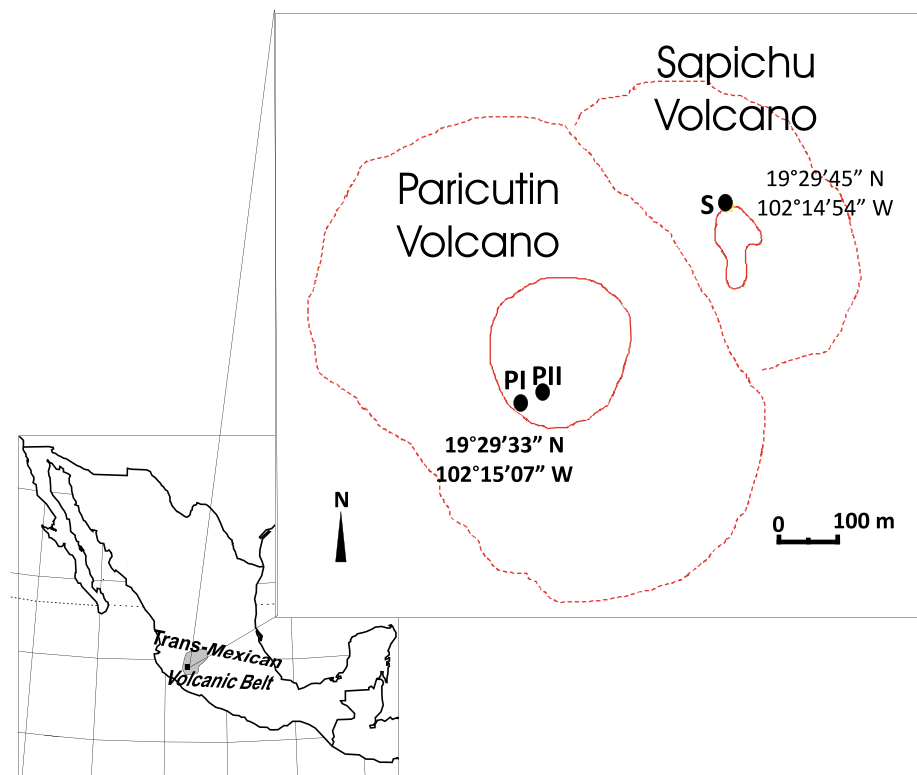 Sapichu
Volcano
Paricutin
Volcano
19°29’45” N
102°14’54” W
S
PI PII
19°29’33” N
102°15’07” W
N
0 100 m
Trans-Mexican
Volcanic Belt